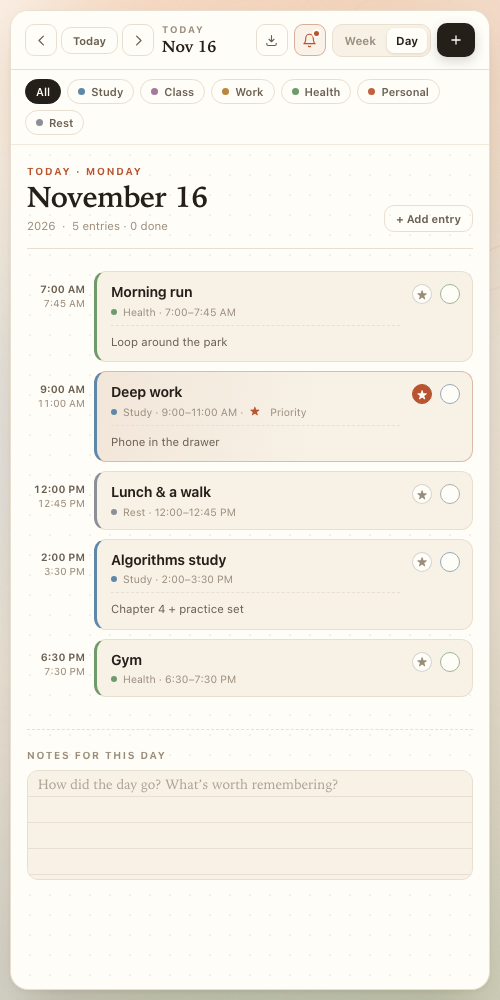 Today
TODAY
Nov 16
Week
Day
+
All
Study
Class
Work
Health
Personal
Rest
TODAY · MONDAY
November 16
2026 · 5 entries · 0 done
+ Add entry
7:00 AM
7:45 AM
Morning run
Health · 7:00–7:45 AM
Loop around the park
9:00 AM
11:00 AM
Deep work
Study · 9:00–11:00 AM · ★ Priority
Phone in the drawer
12:00 PM
12:45 PM
Lunch & a walk
Rest · 12:00–12:45 PM
2:00 PM
3:30 PM
Algorithms study
Study · 2:00–3:30 PM
Chapter 4 + practice set
6:30 PM
7:30 PM
Gym
Health · 6:30–7:30 PM
NOTES FOR THIS DAY
How did the day go? What's worth remembering?